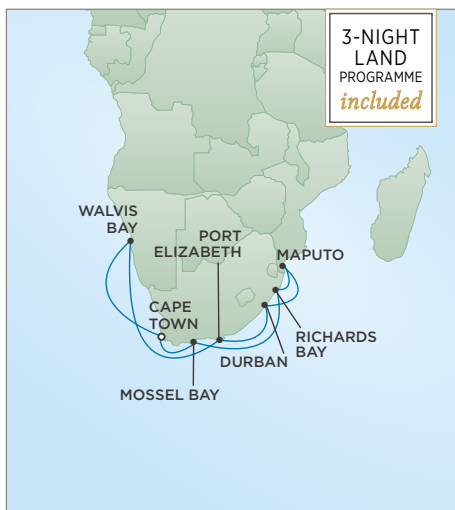 3-NIGHT
LAND
PROGRAMME
included
WALVIS
BAY
PORT
ELIZABETH
MAPUTO
CAPE
TOWN
RICHARDS
BAY
DURBAN
MOSSEL BAY